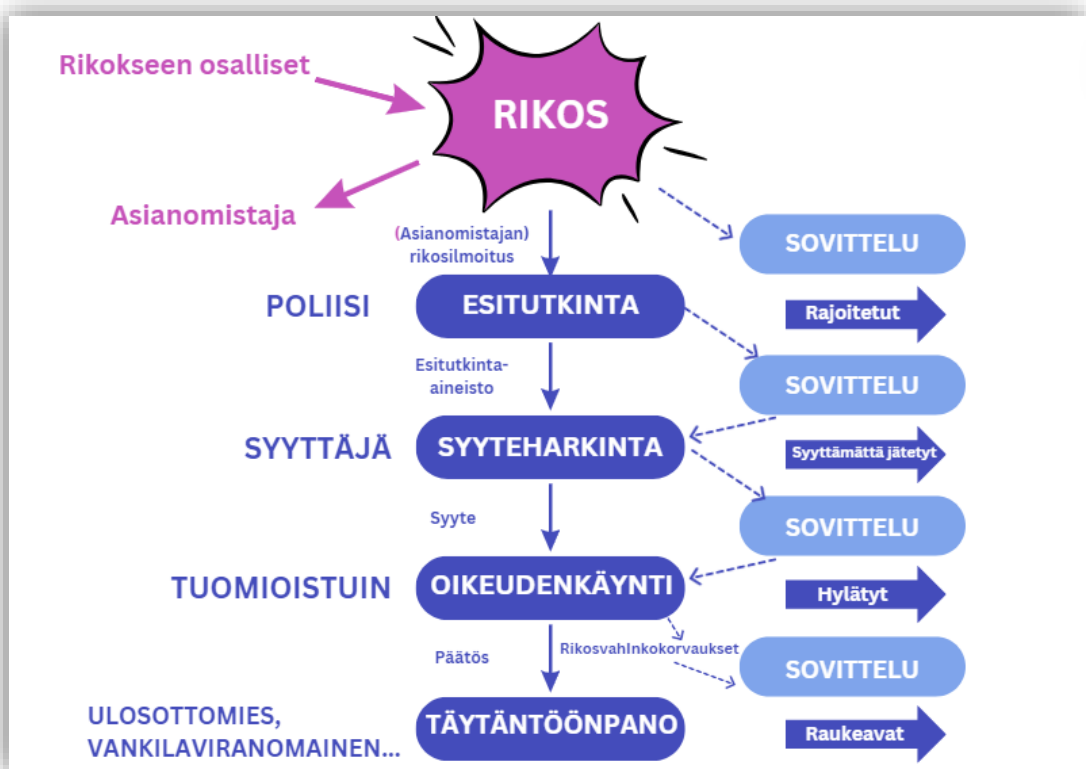 Rikokseen osalliset
RIKOS
Asianomistaja
(Asianomistajan)
rikosilmoitus
SOVITTELU
POLIISI
ESITUTKINTA
Rajoitetut
Esitutkinta-
aineisto
SOVITTELU
SYYTTÄJÄ
SYYTEHARKINTA
Syyttämättä jätetyt
Syyte
SOVITTELU
TUOMIOISTUIN
OIKEUDENKÄYNTI
Hylätyt
Päätös
RikosvahInkokorvaukset
SOVITTELU
ULOSOTTOMIES,
VANKILAVIRANOMAINEN...
TÄYTÄNTÖÖNPANO
Raukeavat